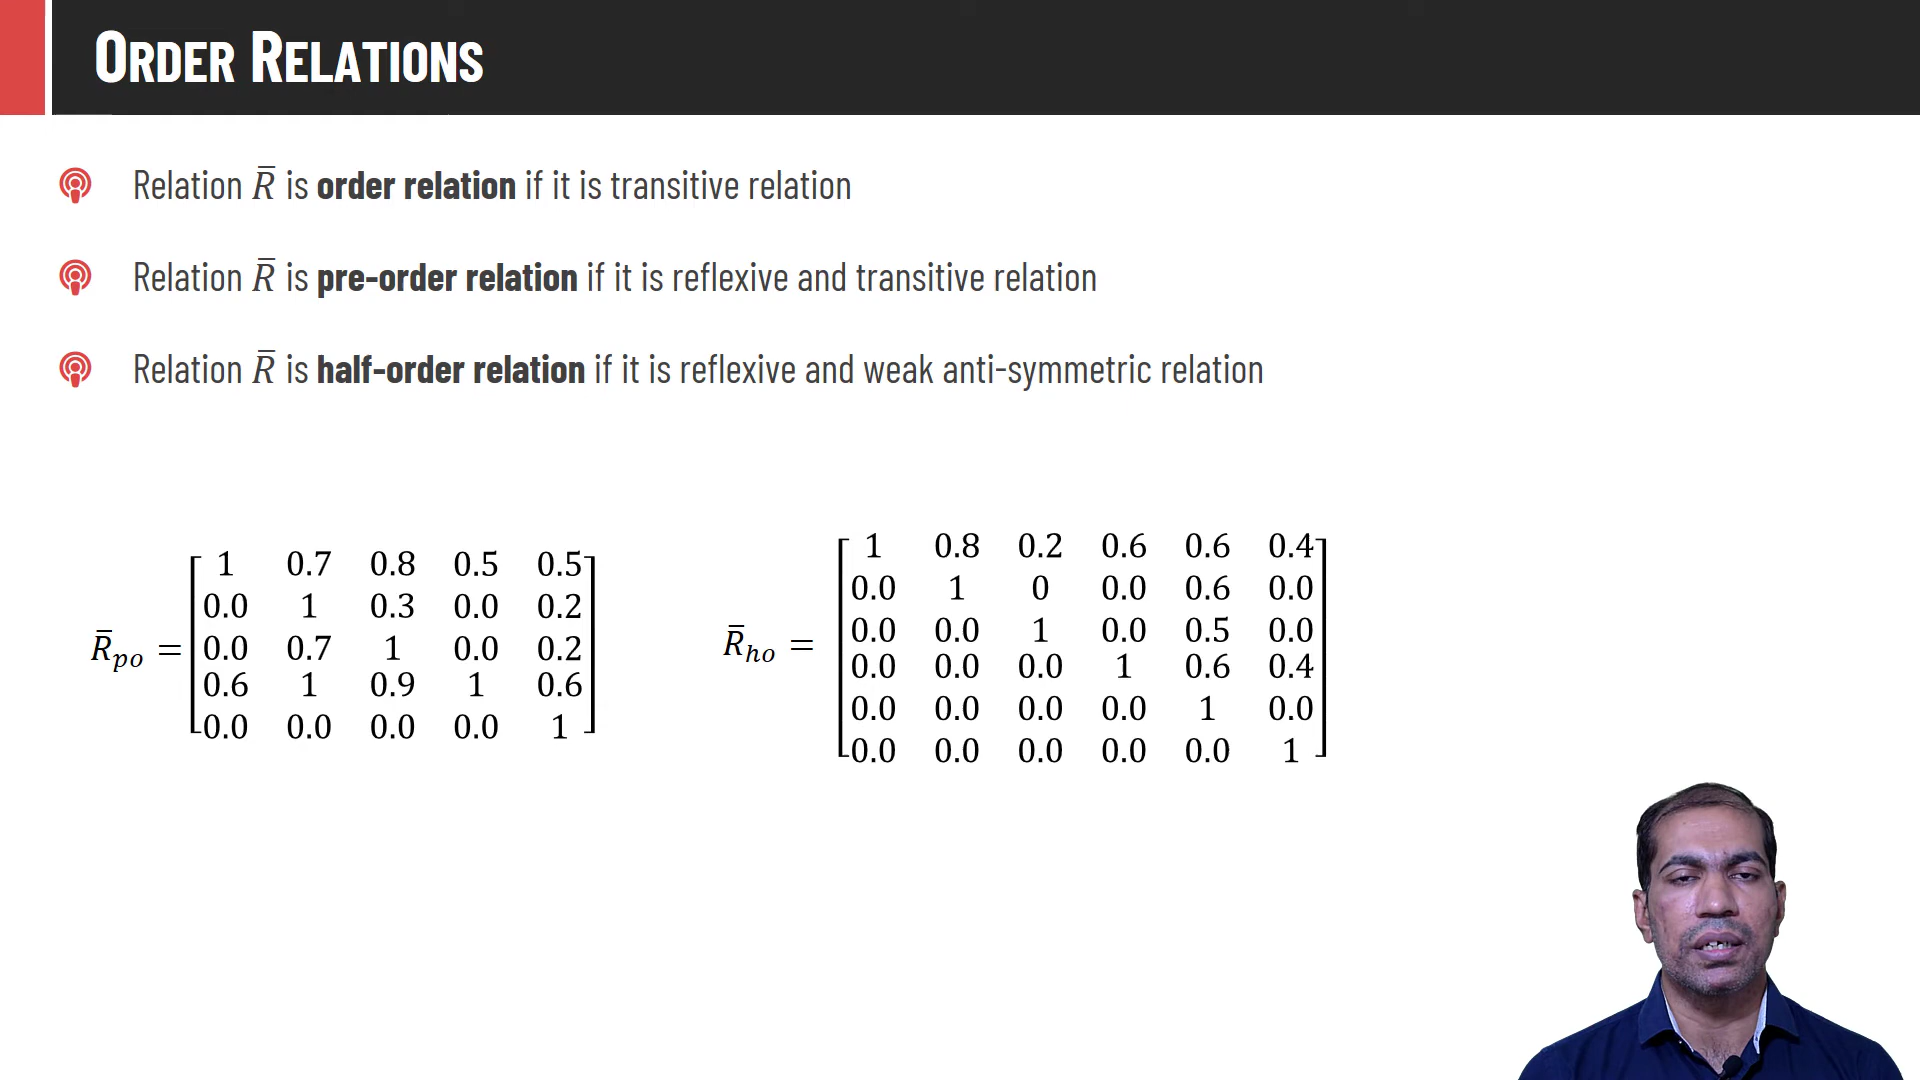 ORDER RELATIONS
Relation R̅ is order relation if it is transitive relation
Relation R̅ is pre-order relation if it is reflexive and transitive relation
Relation R̅ is half-order relation if it is reflexive and weak anti-symmetric relation
R̅po =
1 0.7 0.8 0.5 0.5
0.0 1 0.3 0.0 0.2
0.0 0.7 1 0.0 0.2
0.6 1 0.9 1 0.6
0.0 0.0 0.0 0.0 1
R̅ho =
1 0.8 0.2 0.6 0.6 0.4
0.0 1 0 0.0 0.6 0.0
0.0 0.0 1 0.0 0.5 0.0
0.0 0.0 0.0 1 0.6 0.4
0.0 0.0 0.0 0.0 1 0.0
0.0 0.0 0.0 0.0 0.0 1